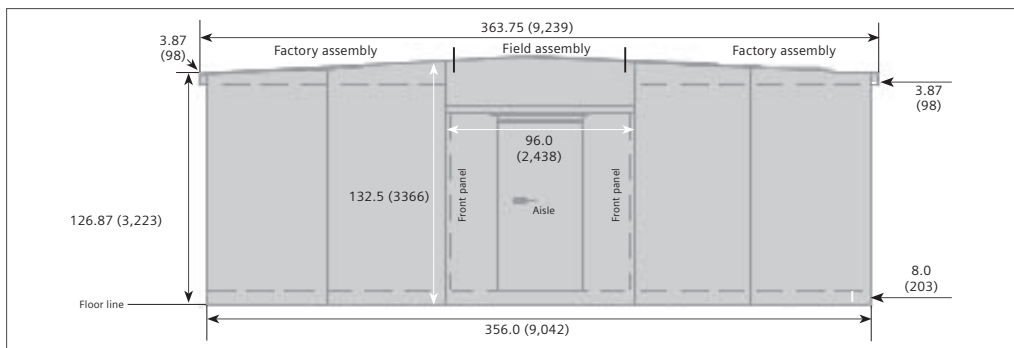 363.75 (9,239)
3.87
(98)
Factory assembly
Field assembly
Factory assembly
3.87
(98)
96.0
(2,438)
Front panel
Front panel
132.5 (3366)
Aisle
126.87 (3,223)
8.0
(203)
Floor line
356.0 (9,042)